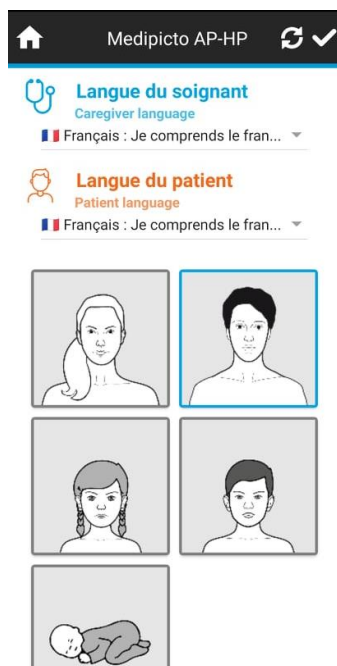 Medipicto AP-HP
Langue du soignant
Caregiver language
Français : Je comprends le fran...
Langue du patient
Patient language
Français : Je comprends le fran...